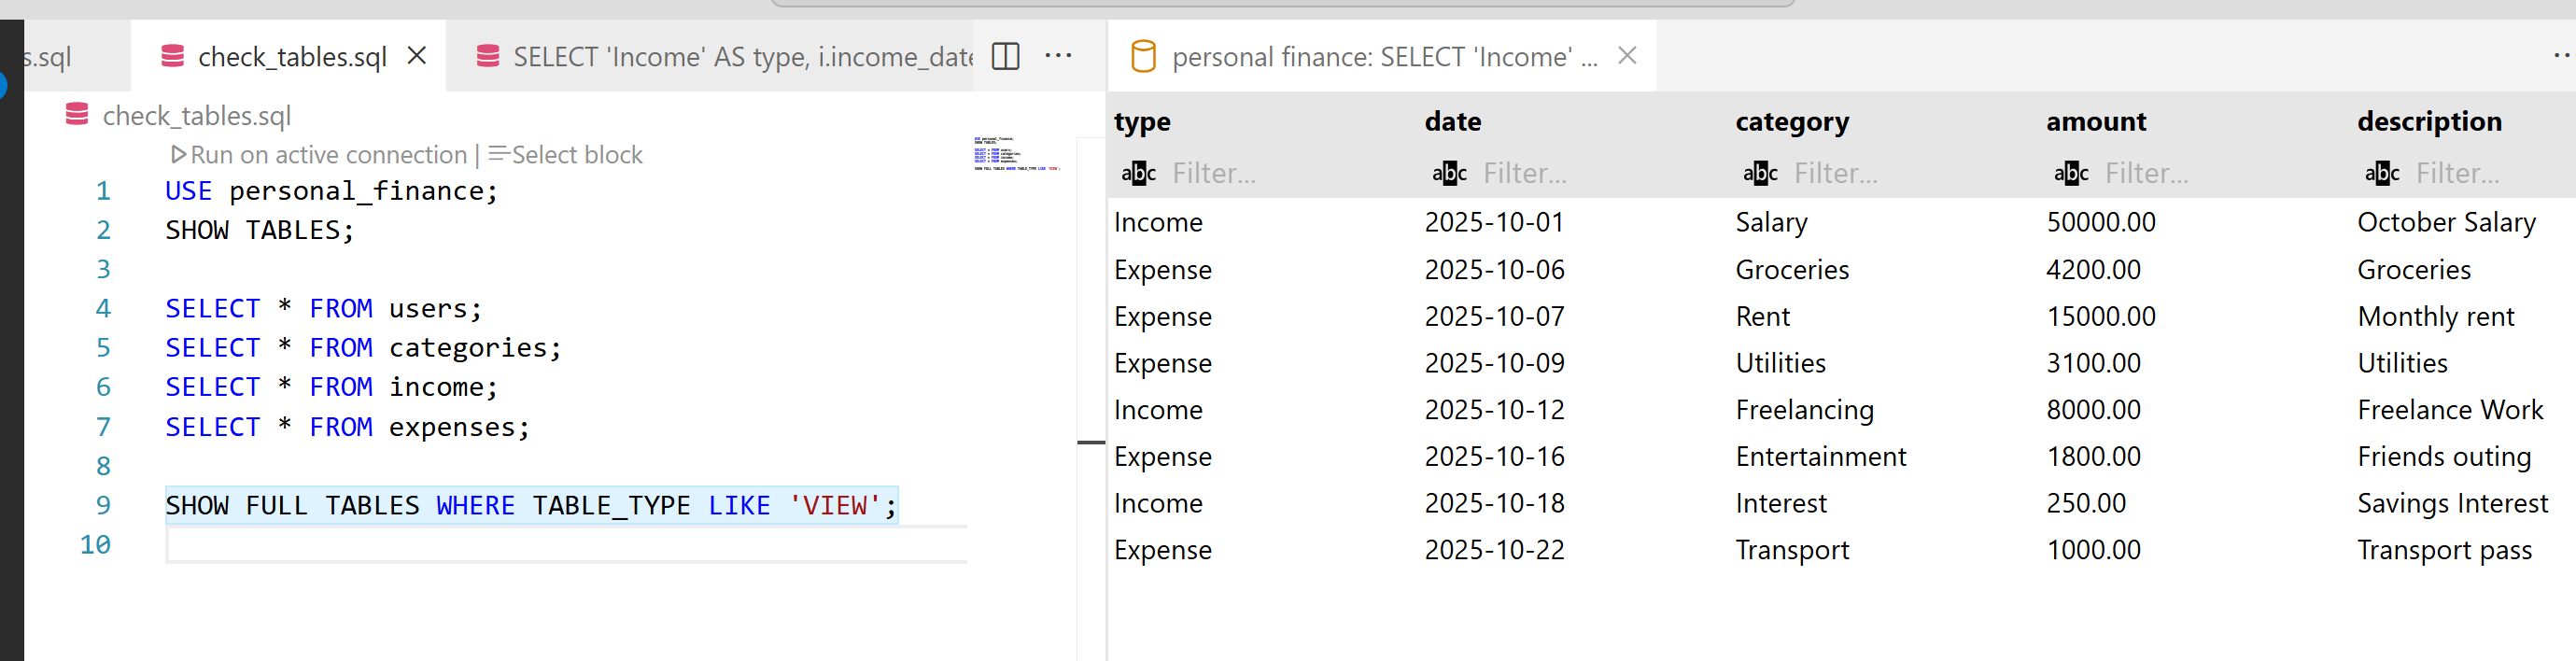 s.sql
check_tables.sql
SELECT 'Income' AS type, i.income_date
personal finance: SELECT 'Income' ...
check_tables.sql
Run on active connection | Select block
1 USE personal_finance;
2 SHOW TABLES;
3
4 SELECT * FROM users;
5 SELECT * FROM categories;
6 SELECT * FROM income;
7 SELECT * FROM expenses;
8
9 SHOW FULL TABLES WHERE TABLE_TYPE LIKE 'VIEW';
10
type date category amount description
abc Filter... abc Filter... abc Filter... abc Filter... abc Filter...
Income 2025-10-01 Salary 50000.00 October Salary
Expense 2025-10-06 Groceries 4200.00 Groceries
Expense 2025-10-07 Rent 15000.00 Monthly rent
Expense 2025-10-09 Utilities 3100.00 Utilities
Income 2025-10-12 Freelancing 8000.00 Freelance Work
Expense 2025-10-16 Entertainment 1800.00 Friends outing
Income 2025-10-18 Interest 250.00 Savings Interest
Expense 2025-10-22 Transport 1000.00 Transport pass